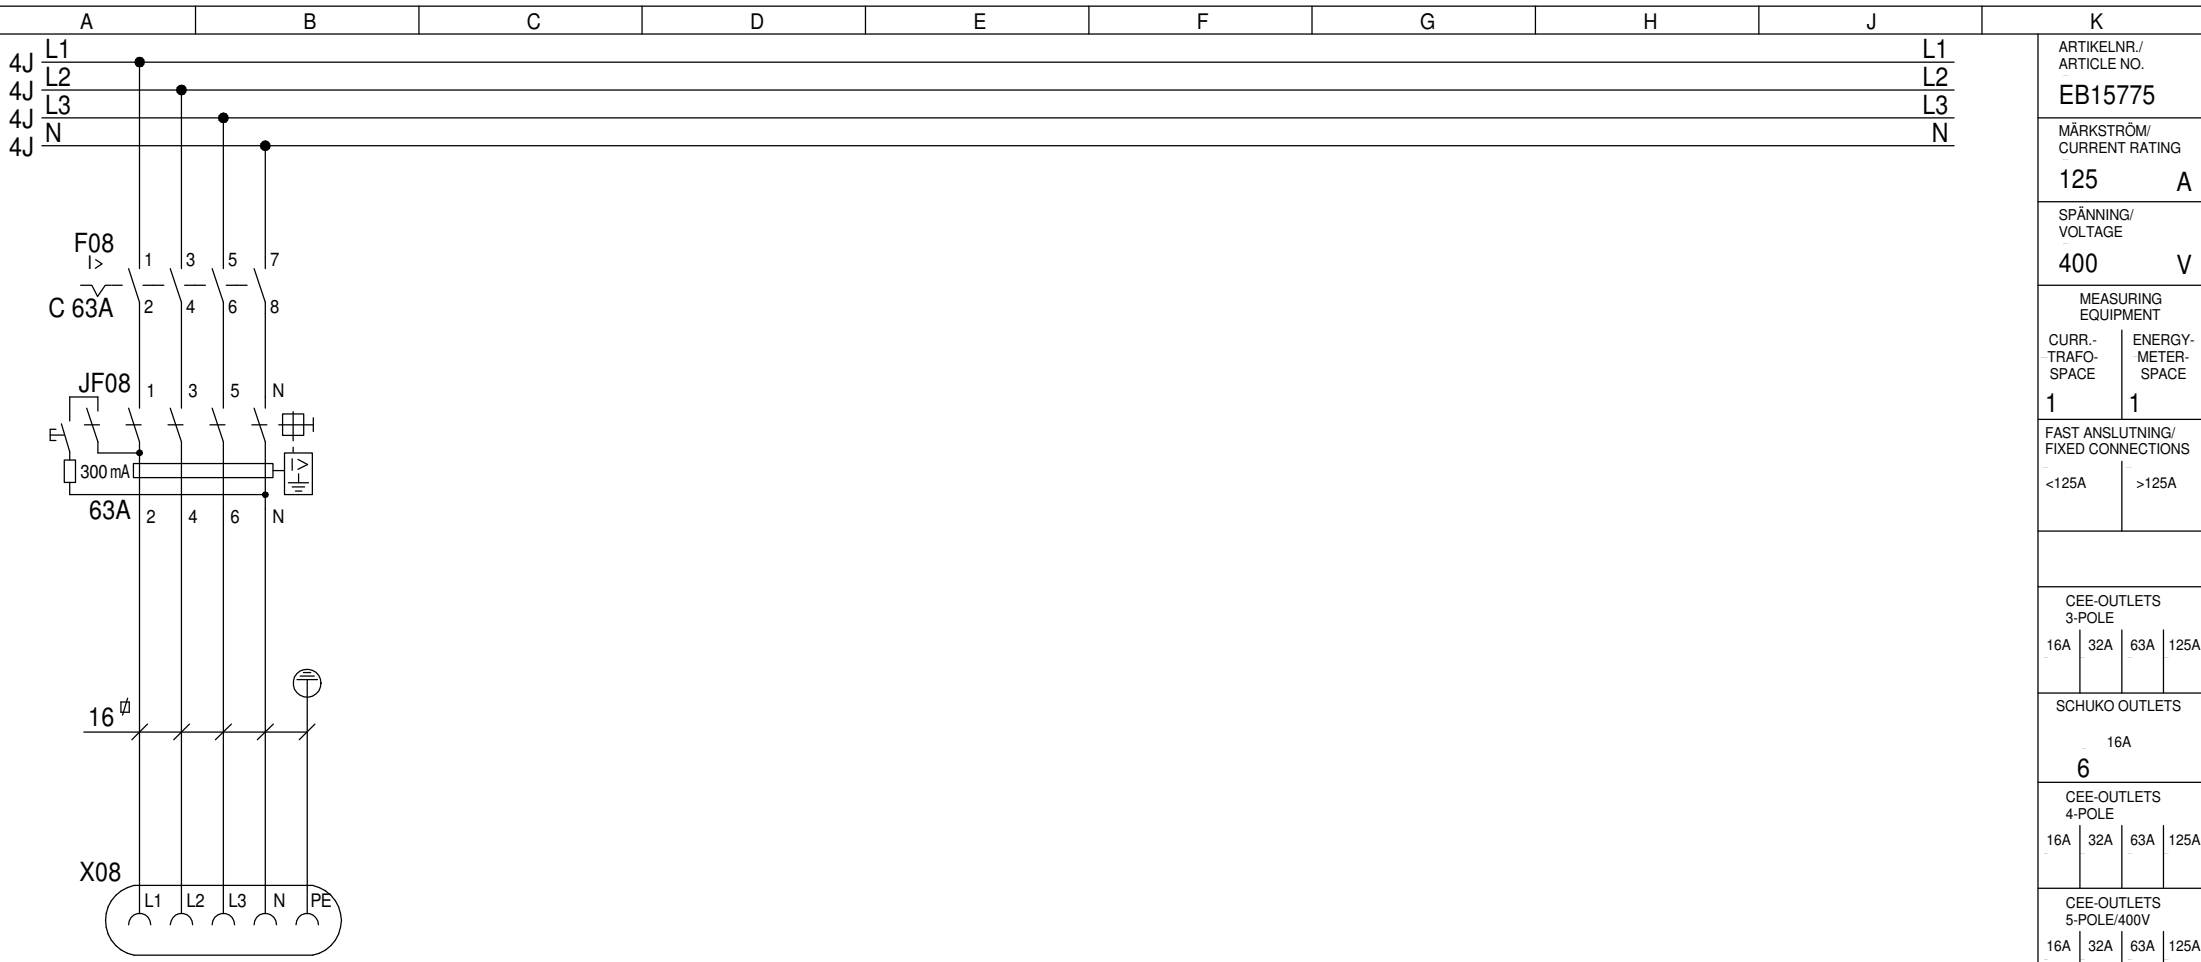 A B C D E F G H J K
4J L1 L1
4J L2 L2
4J L3 L3
4J N N
F08
I>
1 3 5 7
C 63A 2 4 6 8
JF08 1 3 5 N
300 mA I>
63A 2 4 6 N
16
X08
L1 L2 L3 N PE
ARTIKELNR./
ARTICLE NO.
EB15775
MÄRKSTRÖM/
CURRENT RATING
125 A
SPÄNNING/
VOLTAGE
400 V
MEASURING
EQUIPMENT
CURR.- ENERGY-
TRAFO- METER-
SPACE SPACE
1 1
FAST ANSLUTNING/
FIXED CONNECTIONS
<125A >125A
CEE-OUTLETS
3-POLE
16A 32A 63A 125A
SCHUKO OUTLETS
16A
6
CEE-OUTLETS
4-POLE
16A 32A 63A 125A
CEE-OUTLETS
5-POLE/400V
16A 32A 63A 125A